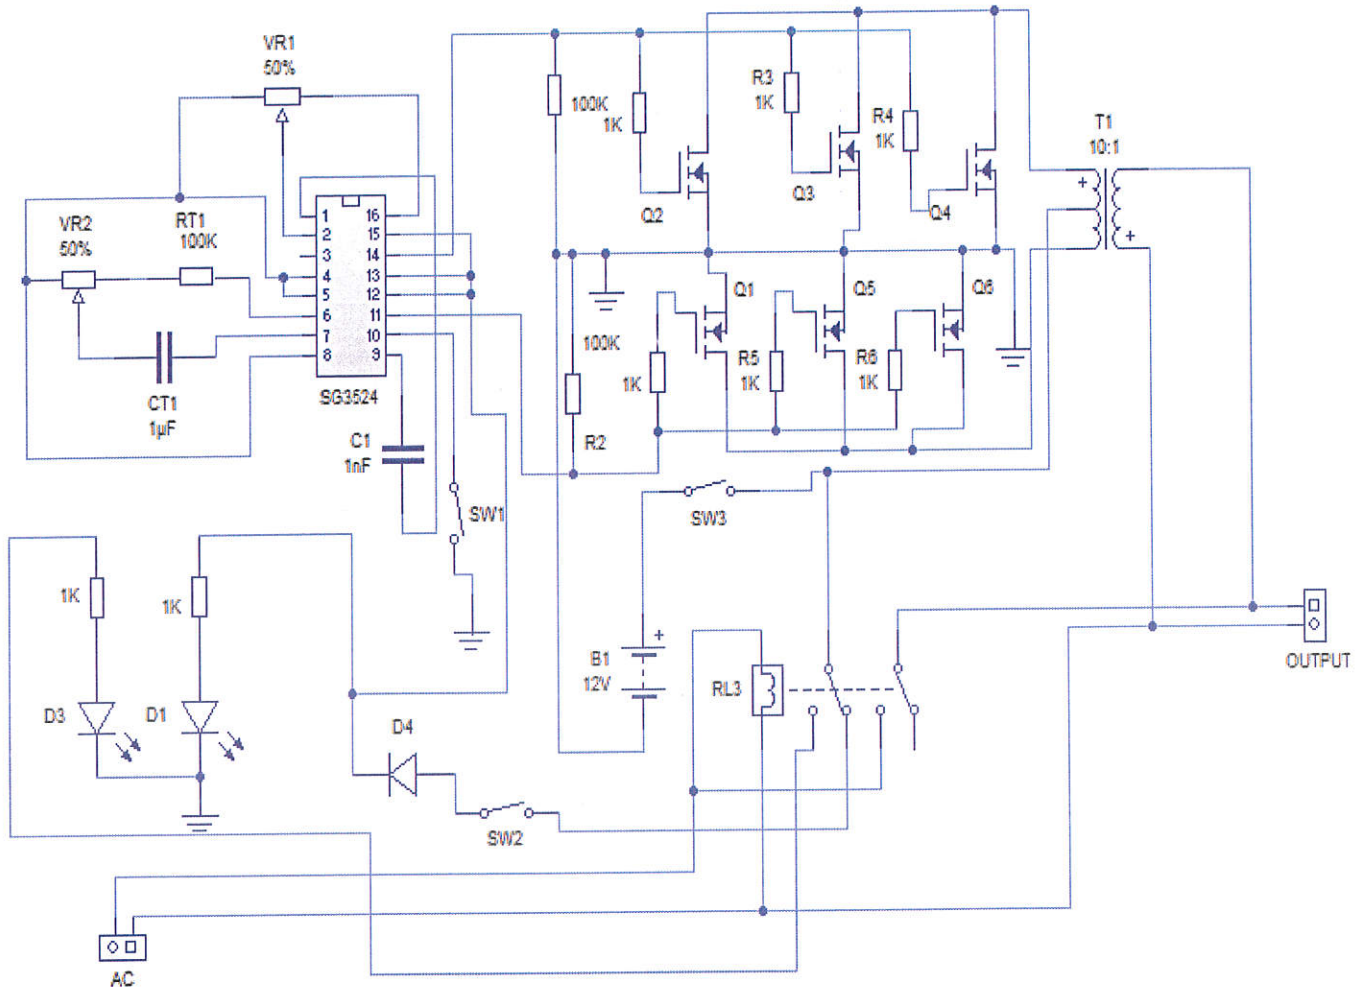 VR1
50%
VR2
50%
RT1
100K
1
2
3
4
5
6
7
8
16
15
14
13
12
11
10
9
SG3524
CT1
1µF
C1
1nF
SW1
100K
1K
R3
1K
R4
1K
Q2
Q3
Q4
T1
10:1
+
+
Q1
Q5
Q6
100K
1K
R5
1K
R6
1K
R2
SW3
1K
1K
D3
D1
D4
SW2
B1
12V
+
RL3
OUTPUT
AC